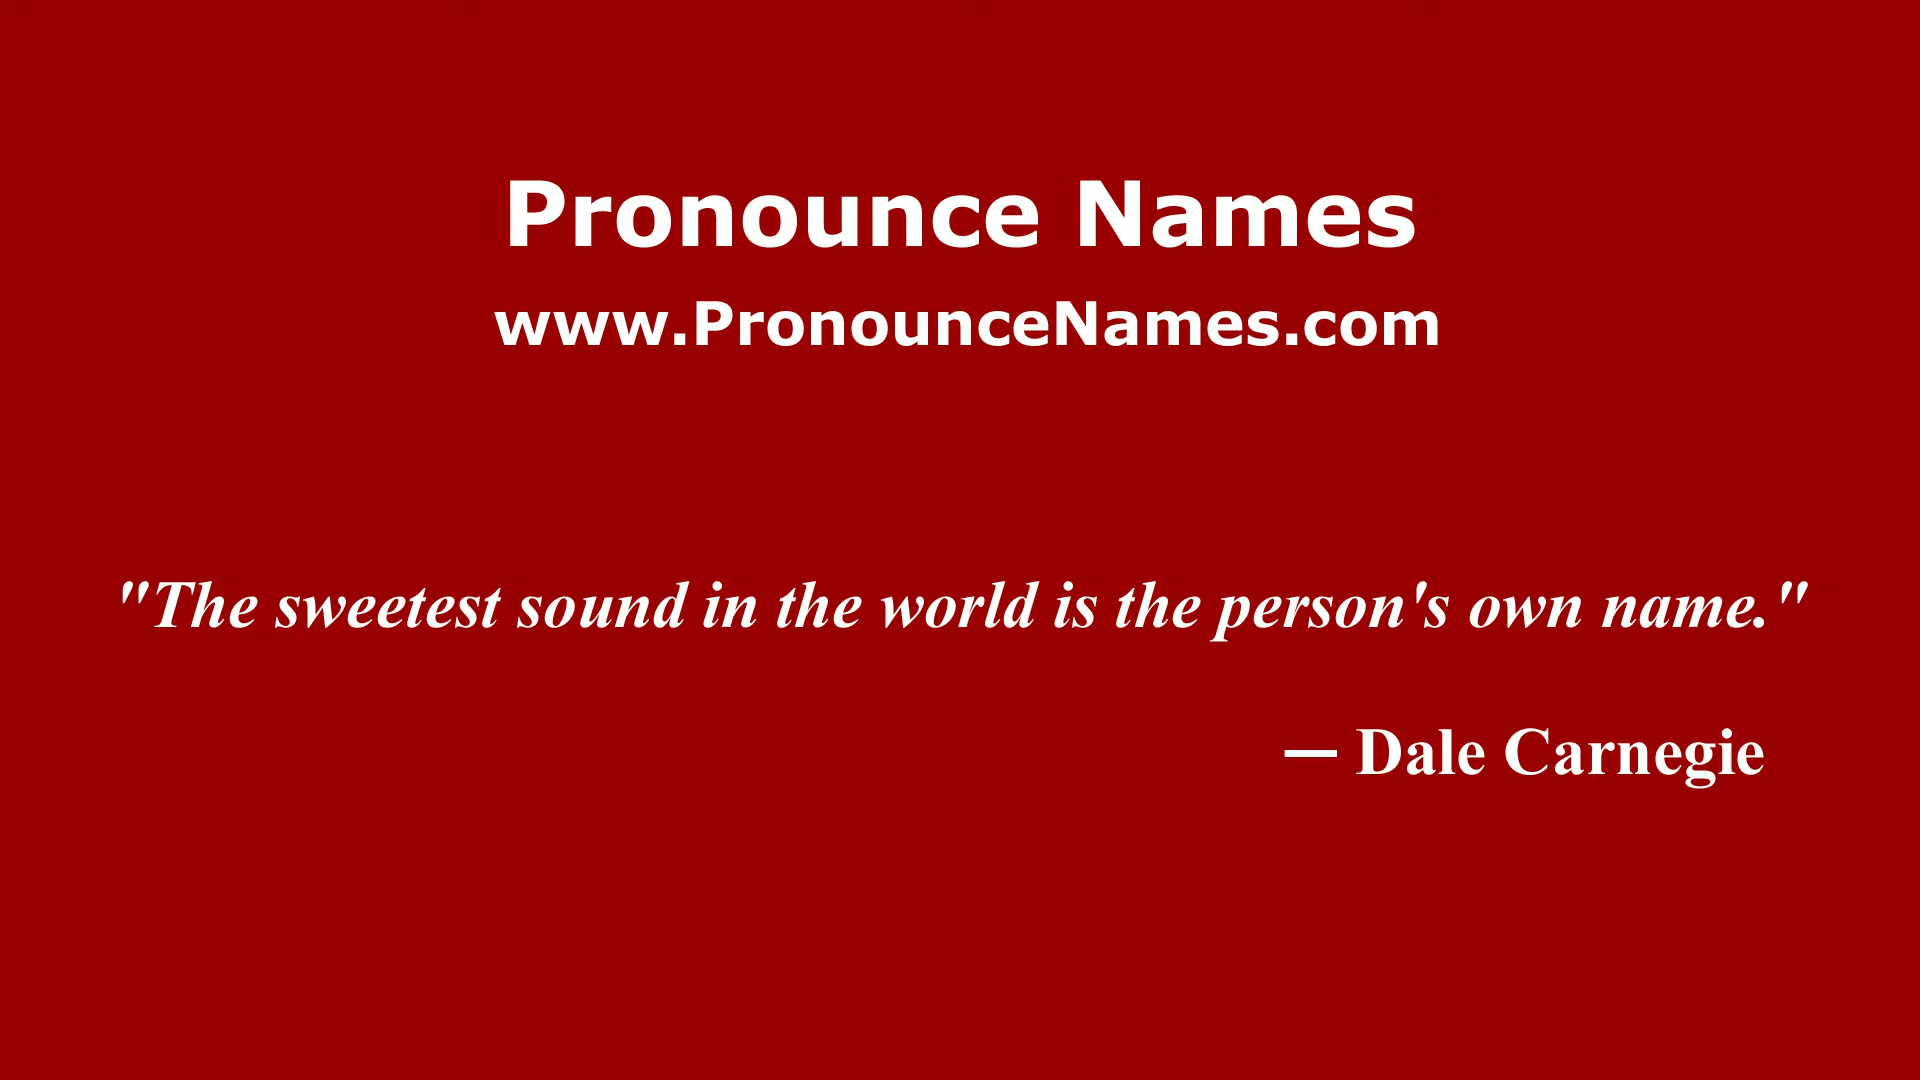 Pronounce Names
www.PronounceNames.com
"The sweetest sound in the world is the person's own name."
— Dale Carnegie